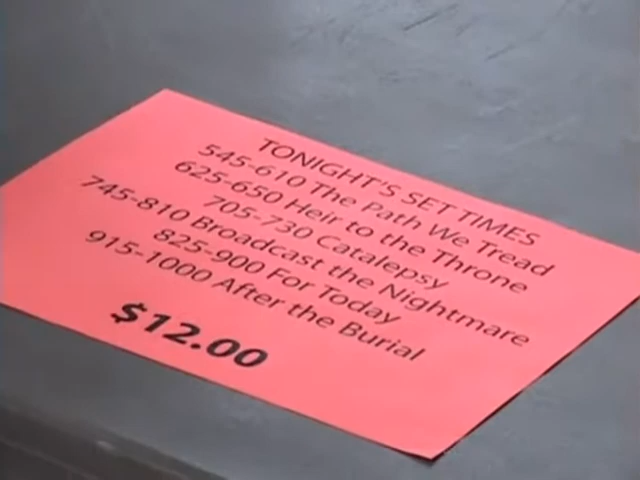 TONIGHT'S SET TIMES
545-610 The Path We Tread
625-650 Heir to the Throne
705-730 Catalepsy
745-810 Broadcast the Nightmare
825-900 For Today
915-1000 After the Burial
$12.00